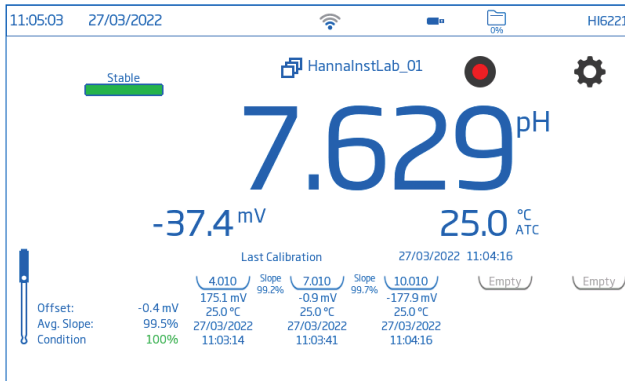 11:05:03 27/03/2022 0% HI6221
Stable HannaInstLab_01
7.629 pH
-37.4 mV 25.0 °C ATC
Last Calibration 27/03/2022 11:04:16
4.010 Slope 99.2% 7.010 Slope 99.7% 10.010 Empty Empty
175.1 mV -0.9 mV -177.9 mV
25.0 °C 25.0 °C 25.0 °C
27/03/2022 27/03/2022 27/03/2022
11:03:14 11:03:41 11:04:16
Offset: -0.4 mV
Avg. Slope: 99.5%
Condition 100%